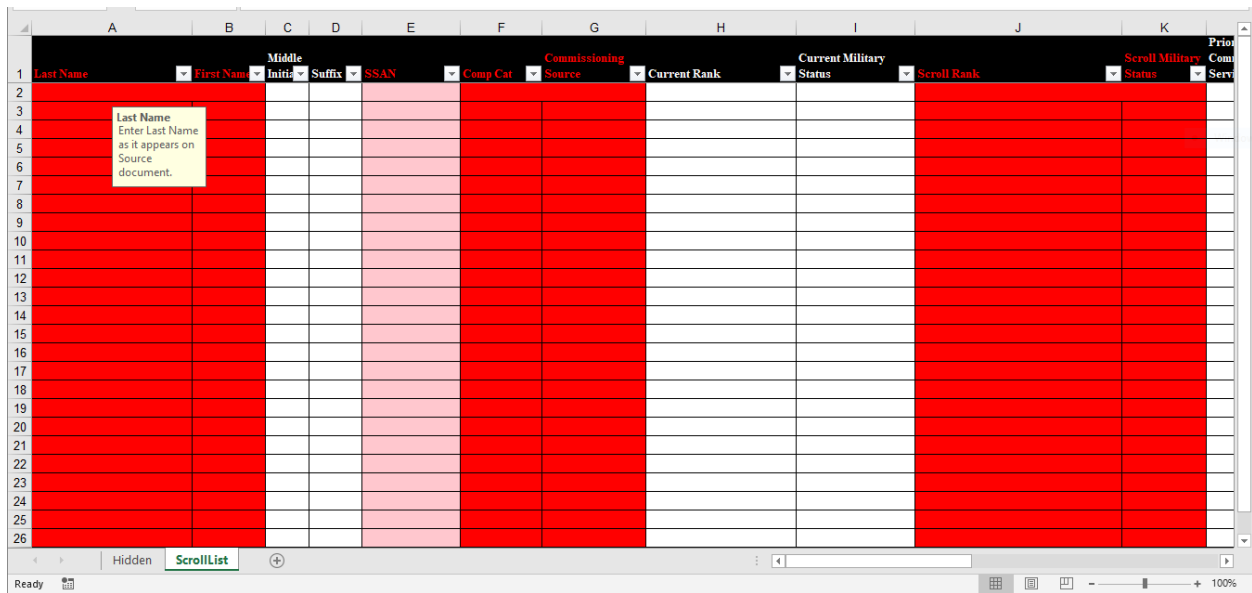 A B C D E F G H I J K
Prior
Middle Commissioning Current Military Scroll Military Com
1 Last Name First Name Initia Suffix SSAN Comp Cat Source Current Rank Status Scroll Rank Status Servi
2
3
Last Name
4 Enter Last Name
5 as it appears on
6 Source
7 document.
8
9
10
11
12
13
14
15
16
17
18
19
20
21
22
23
24
25
26
Hidden ScrollList
Ready 100%